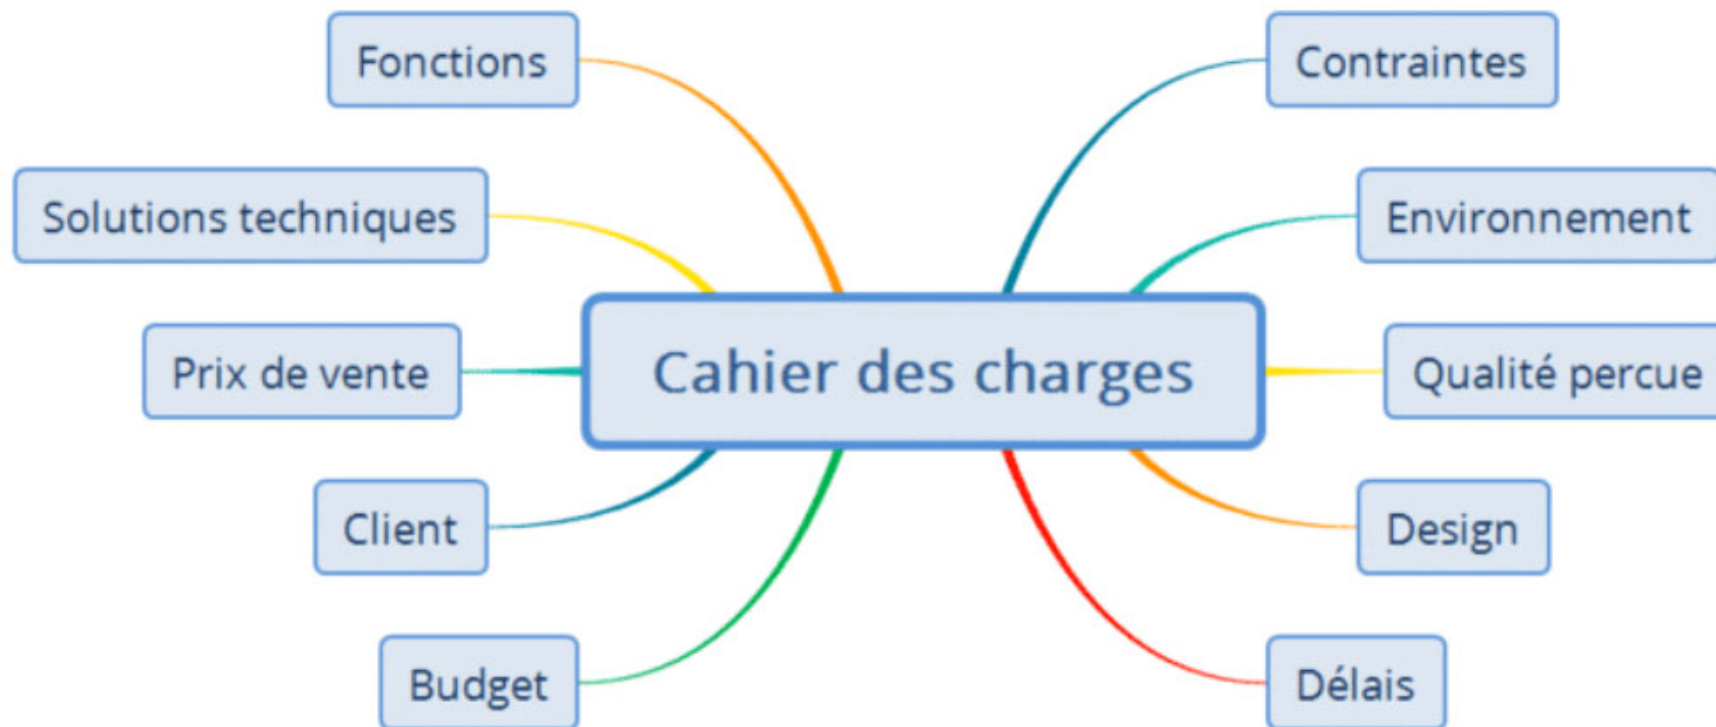 Fonctions
Contraintes
Solutions techniques
Environnement
Prix de vente
Cahier des charges
Qualité percue
Client
Design
Budget
Délais